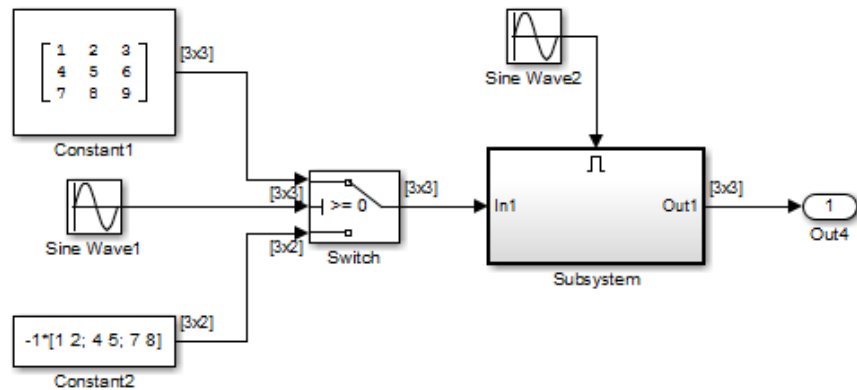 [3x3]
1 2 3
4 5 6
7 8 9
Constant1
Sine Wave2
[3x3]
[3x3]
>= 0
In1
Out1
[3x3]
1
Out4
Sine Wave1
[3x2]
Switch
Subsystem
-1*[1 2; 4 5; 7 8]
[3x2]
Constant2